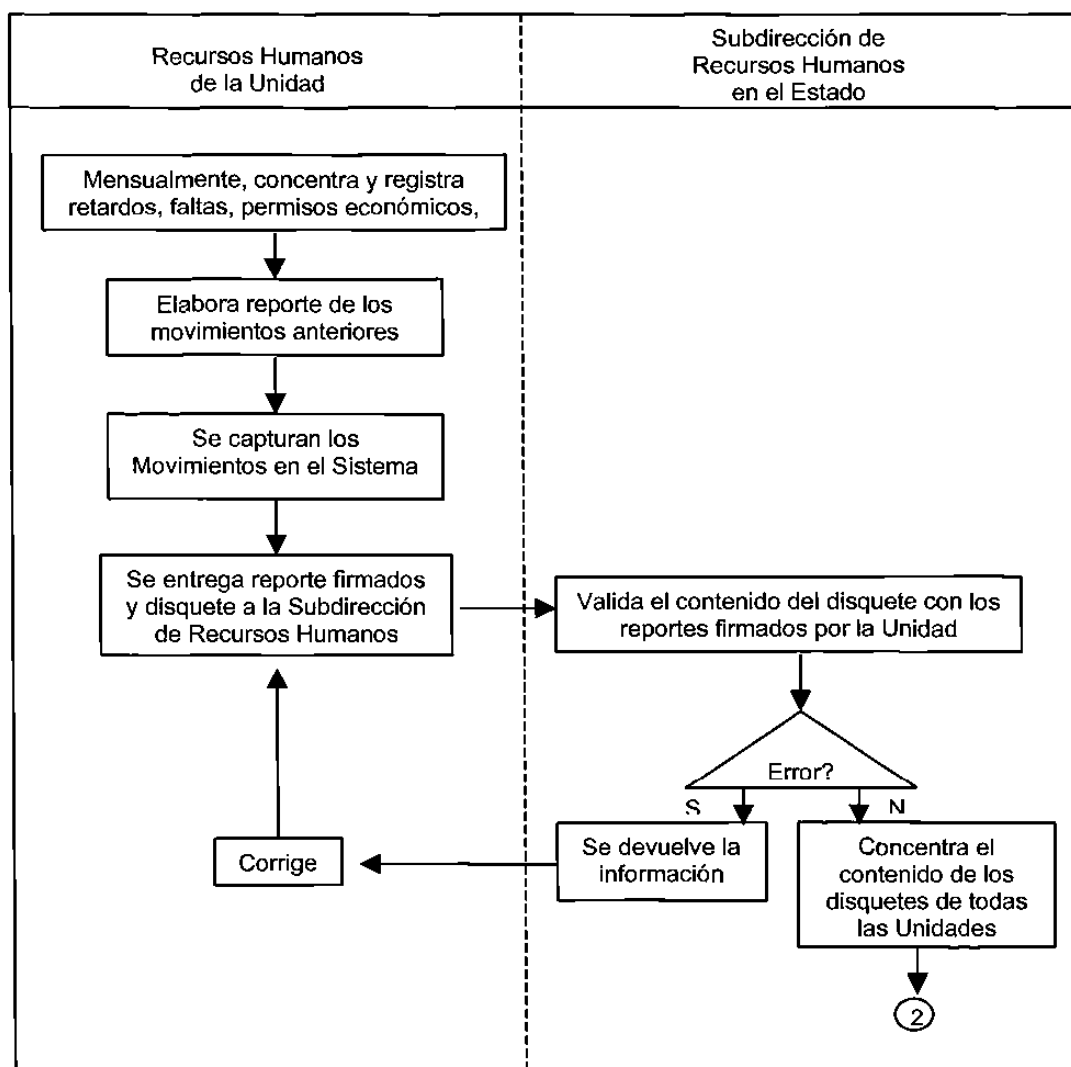 Recursos Humanos
de la Unidad
Subdirección de
Recursos Humanos
en el Estado
Mensualmente, concentra y registra
retardos, faltas, permisos económicos,
Elabora reporte de los
movimientos anteriores
Se capturan los
Movimientos en el Sistema
Se entrega reporte firmados
y disquete a la Subdirección
de Recursos Humanos
Valida el contenido del disquete con los
reportes firmados por la Unidad
Error?
S
N
Corrige
Se devuelve la
información
Concentra el
contenido de los
disquetes de todas
las Unidades
2